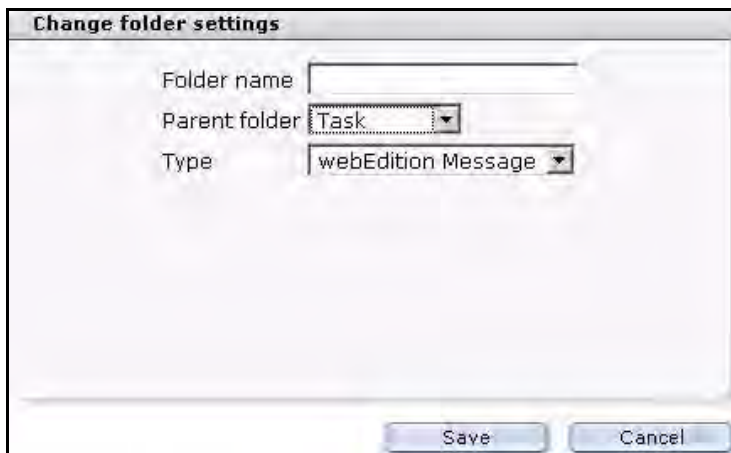 Change folder settings
Folder name
Parent folder Task
Type webEdition Message
Save Cancel